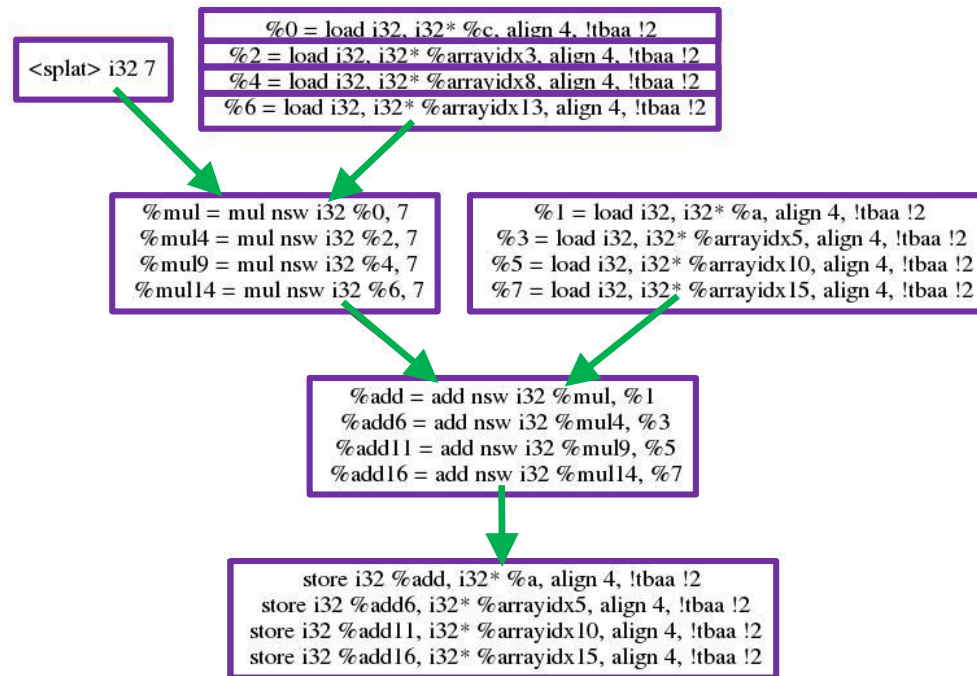 %0 = load i32, i32* %c, align 4, !tbaa !2
%2 = load i32, i32* %arrayidx3, align 4, !tbaa !2
%4 = load i32, i32* %arrayidx8, align 4, !tbaa !2
%6 = load i32, i32* %arrayidx13, align 4, !tbaa !2
<splat> i32 7
%mul = mul nsw i32 %0, 7
%mul4 = mul nsw i32 %2, 7
%mul9 = mul nsw i32 %4, 7
%mul14 = mul nsw i32 %6, 7
%1 = load i32, i32* %a, align 4, !tbaa !2
%3 = load i32, i32* %arrayidx5, align 4, !tbaa !2
%5 = load i32, i32* %arrayidx10, align 4, !tbaa !2
%7 = load i32, i32* %arrayidx15, align 4, !tbaa !2
%add = add nsw i32 %mul, %1
%add6 = add nsw i32 %mul4, %3
%add11 = add nsw i32 %mul9, %5
%add16 = add nsw i32 %mul14, %7
store i32 %add, i32* %a, align 4, !tbaa !2
store i32 %add6, i32* %arrayidx5, align 4, !tbaa !2
store i32 %add11, i32* %arrayidx10, align 4, !tbaa !2
store i32 %add16, i32* %arrayidx15, align 4, !tbaa !2